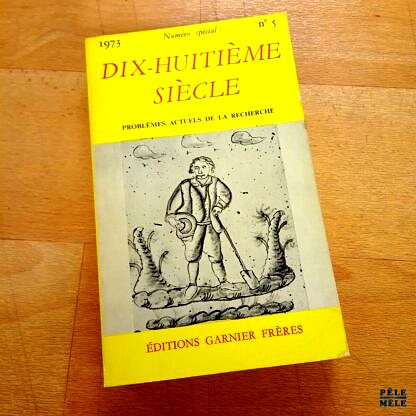 1973 Numéro spécial n° 5
DIX-HUITIÈME
SIÈCLE
PROBLÈMES ACTUELS DE LA RECHERCHE
ÉDITIONS GARNIER FRÈRES
PÊLE
MÊLE